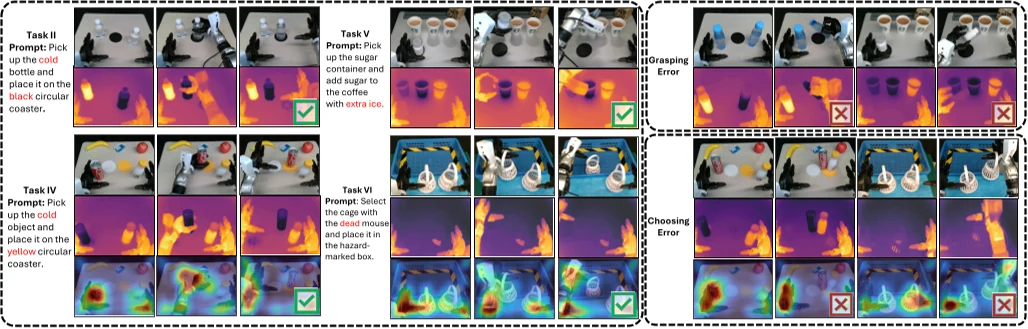 Task II
Prompt: Pick
up the cold
bottle and
place it on the
black circular
coaster.
Task V
Prompt: Pick
up the sugar
container and
add sugar to
the coffee
with extra ice.
Grasping
Error
Task IV
Prompt: Pick
up the cold
object and
place it on the
yellow circular
coaster.
Task VI
Prompt: Select
the cage with
the dead mouse
and place it in
the hazard-
marked box.
Choosing
Error